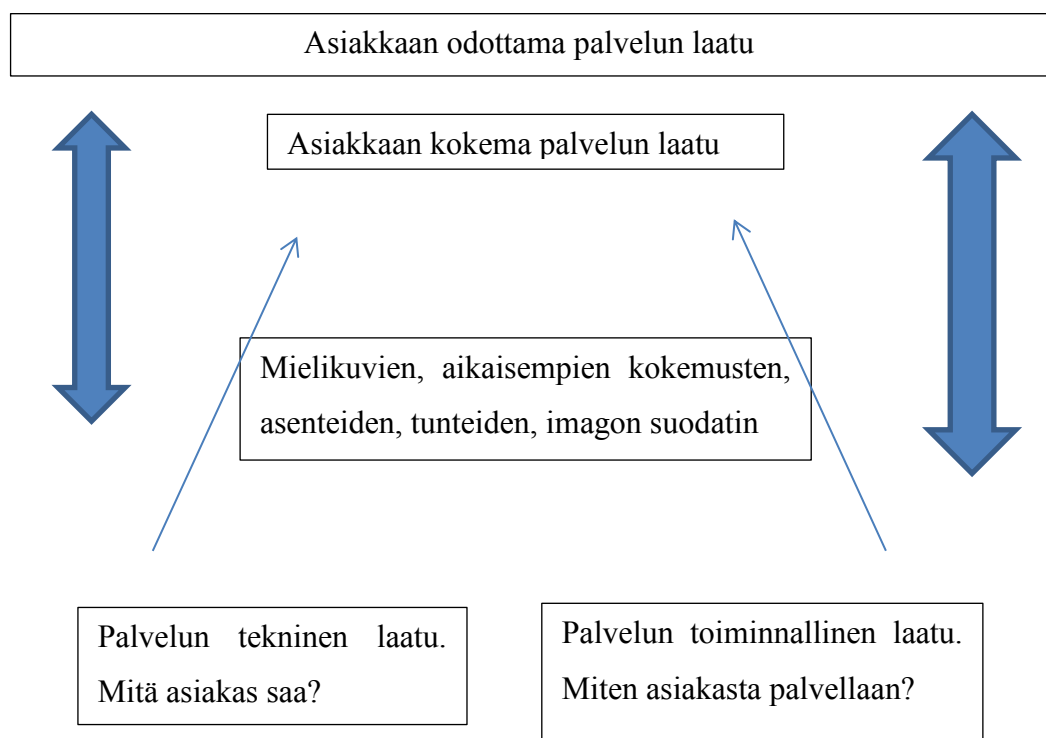 Asiakkaan odottama palvelun laatu
Asiakkaan kokema palvelun laatu
Mielikuvien, aikaisempien kokemusten,
asenteiden, tunteiden, imagon suodatin
Palvelun tekninen laatu.
Mitä asiakas saa?
Palvelun toiminnallinen laatu.
Miten asiakasta palvellaan?